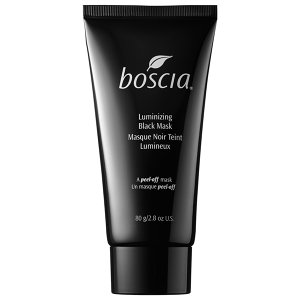 boscia®
Luminizing
Black Mask
Masque Noir Teint
Lumineux
A peel-off mask
Un masque peel-off
80 g/2.8 oz U.S.